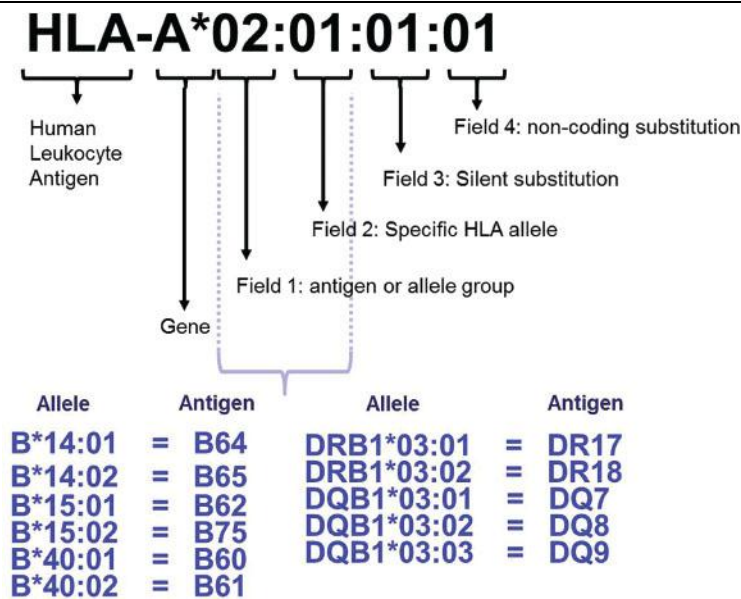 HLA-A*02:01:01:01
Human
Leukocyte
Antigen
Field 4: non-coding substitution
Field 3: Silent substitution
Field 2: Specific HLA allele
Field 1: antigen or allele group
Gene
Allele Antigen
B*14:01 = B64
B*14:02 = B65
B*15:01 = B62
B*15:02 = B75
B*40:01 = B60
B*40:02 = B61
Allele Antigen
DRB1*03:01 = DR17
DRB1*03:02 = DR18
DQB1*03:01 = DQ7
DQB1*03:02 = DQ8
DQB1*03:03 = DQ9